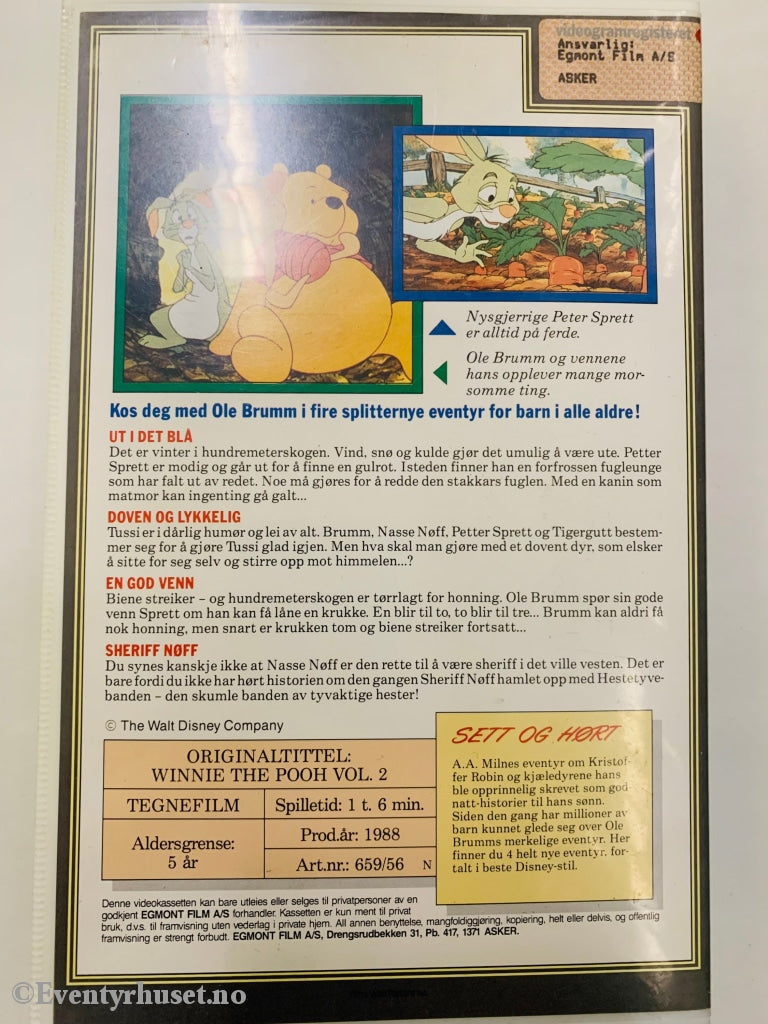 videogramregisteret
Ansvarlig:
Egmont Film A/S
ASKER
Nysgjerrige Peter Sprett
er alltid på ferde.
Ole Brumm og vennene
hans opplever mange mor-
somme ting.
Kos deg med Ole Brumm i fire splitternye eventyr for barn i alle aldre!
UT I DET BLÅ
Det er vinter i hundremeterskogen. Vind, snø og kulde gjør det umulig å være ute. Petter
Sprett er modig og går ut for å finne en gulrot. Isteden finner han en forfrossen fugleunge
som har falt ut av redet. Noe må gjøres for å redde den stakkars fuglen. Med en kanin som
matmor kan ingenting gå galt...
DOVEN OG LYKKELIG
Tussi er i dårlig humør og lei av alt. Brumm, Nasse Nøff, Petter Sprett og Tigergutt bestem-
mer seg for å gjøre Tussi glad igjen. Men hva skal man gjøre med et dovent dyr, som elsker
å sitte for seg selv og stirre opp mot himmelen...?
EN GOD VENN
Biene streiker – og hundremeterskogen er tørrlagt for honning. Ole Brumm spør sin gode
venn Sprett om han kan få låne en krukke. En blir til to, to blir til tre... Brumm kan aldri få
nok honning, men snart er krukken tom og biene streiker fortsatt...
SHERIFF NØFF
Du synes kanskje ikke at Nasse Nøff er den rette til å være sheriff i det ville vesten. Det er
bare fordi du ikke har hørt historien om den gangen Sheriff Nøff hamlet opp med Hestetyve-
banden – den skumle banden av tyvaktige hester!
© The Walt Disney Company
ORIGINALTITTEL:
WINNIE THE POOH VOL. 2
TEGNEFILM
Spilletid: 1 t. 6 min.
Aldersgrense:
5 år
Prod.år: 1988
Art.nr.: 659/56 N
SETT OG HØRT
A.A. Milnes eventyr om Kristof-
fer Robin og kjæledyrene hans
ble opprinnelig skrevet som god-
natt-historier til hans sønn.
Siden den gang har millioner av
barn kunnet glede seg over Ole
Brumms merkelige eventyr. Her
finner du 4 helt nye eventyr, for-
talt i beste Disney-stil.
Denne videokassetten kan bare utleies eller selges til privatpersoner av en
godkjent EGMONT FILM A/S forhandler. Kassetten er kun ment til privat
bruk, d.v.s. til framvisning uten vederlag i private hjem. All annen benyttelse, mangfoldiggjøring, kopiering, helt eller delvis, og offentlig
framvisning er strengt forbudt. EGMONT FILM A/S, Drengsrudbekken 31, Pb. 417, 1371 ASKER.
©Eventyrhuset.no